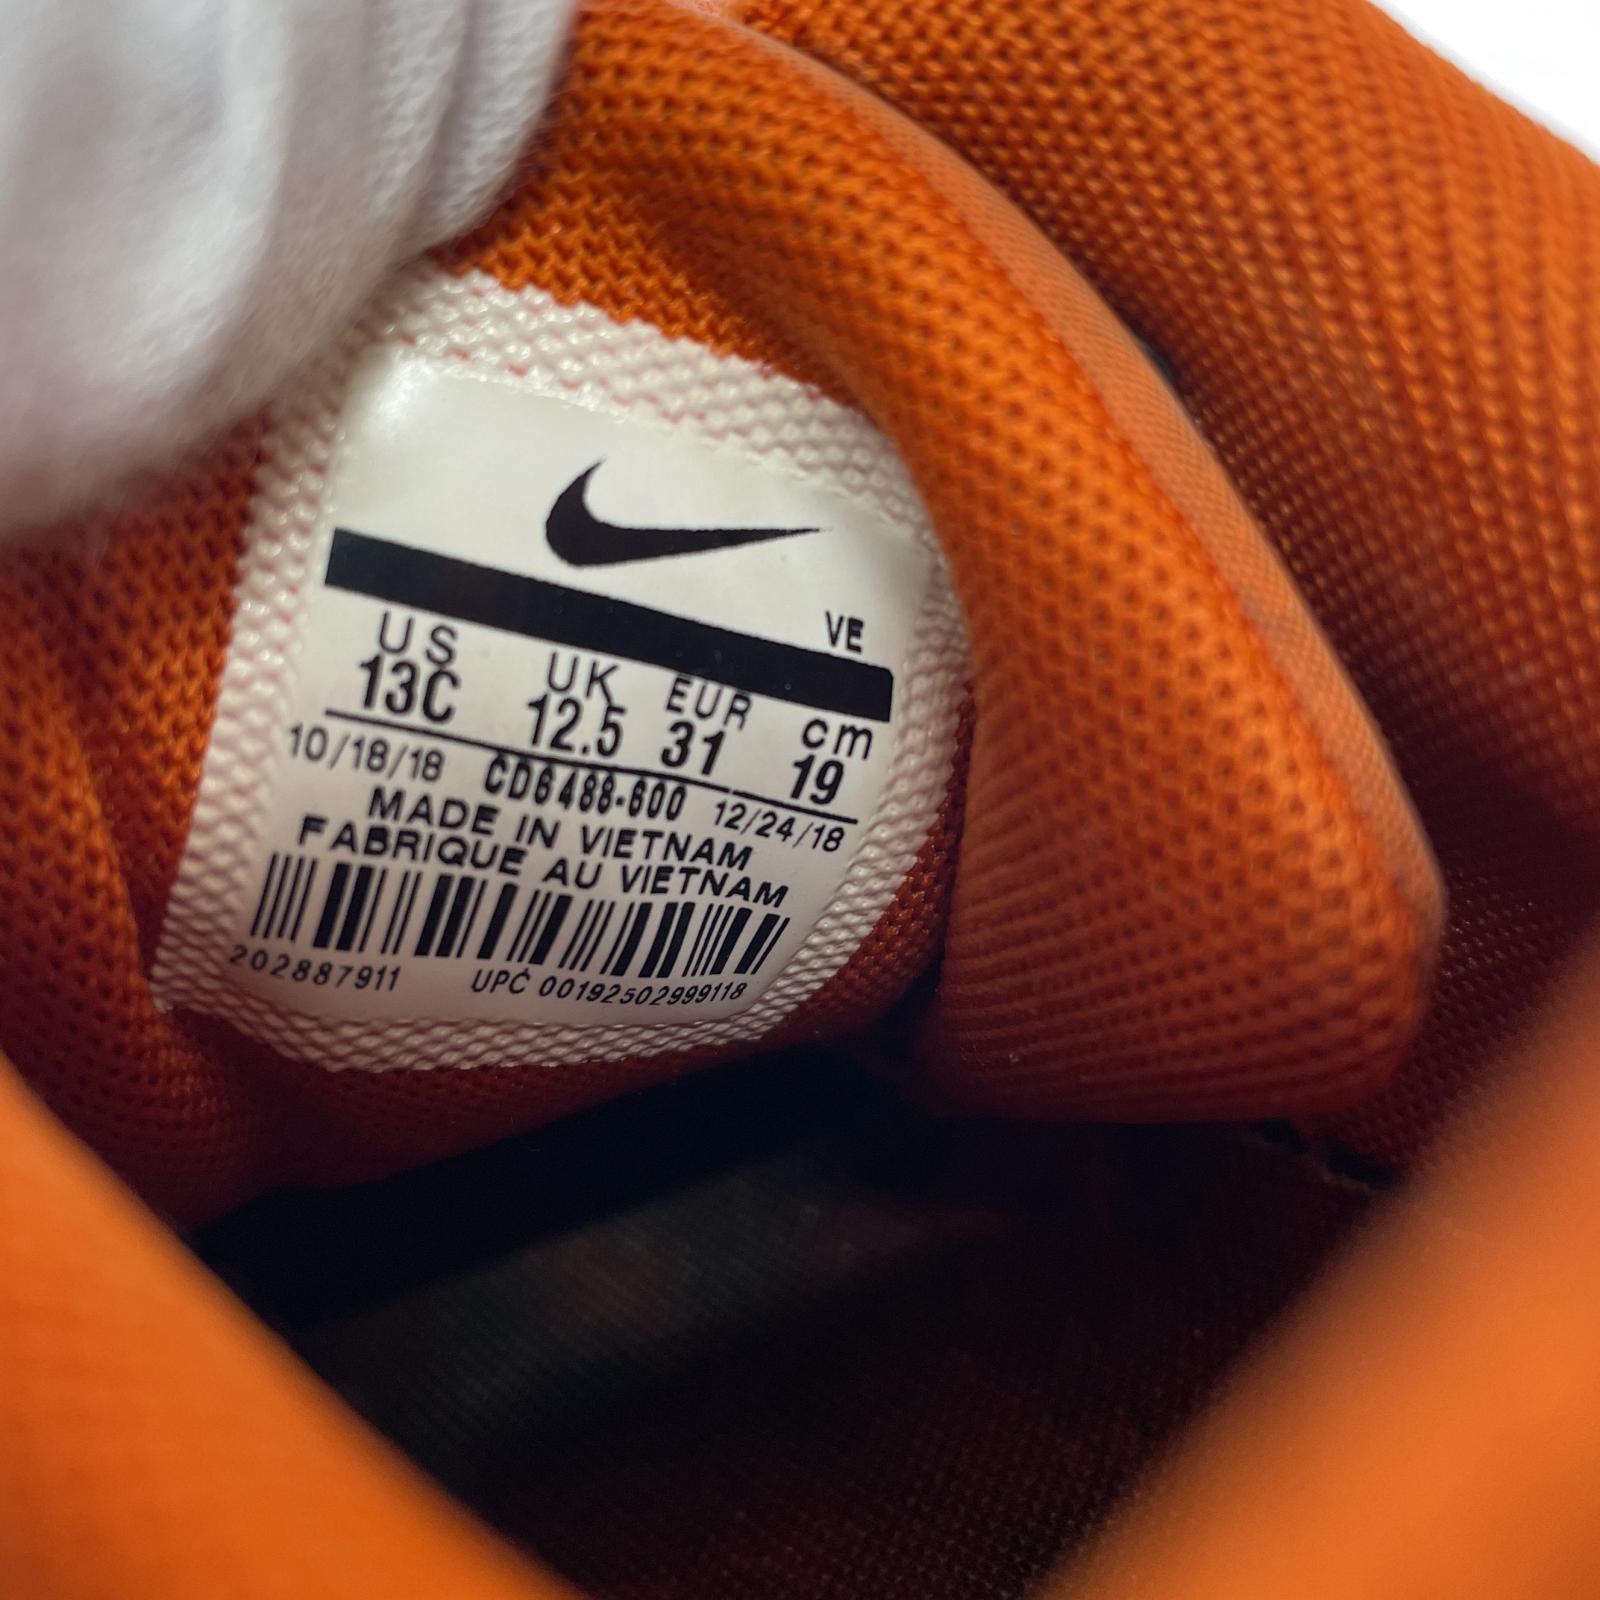 VE
US UK EUR cm
13C 12.5 31 19
10/18/18 CD6488-600 12/24/18
MADE IN VIETNAM
FABRIQUE AU VIETNAM
202887911 UPC 00192502999118